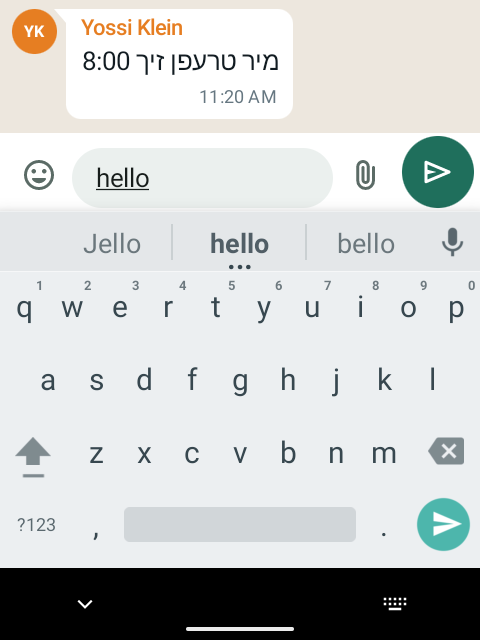 YK
Yossi Klein
מיר טרעפן זיך 8:00
11:20 AM
hello
Jello hello bello
1 2 3 4 5 6 7 8 9 0
q w e r t y u i o p
a s d f g h j k l
z x c v b n m
?123 , .